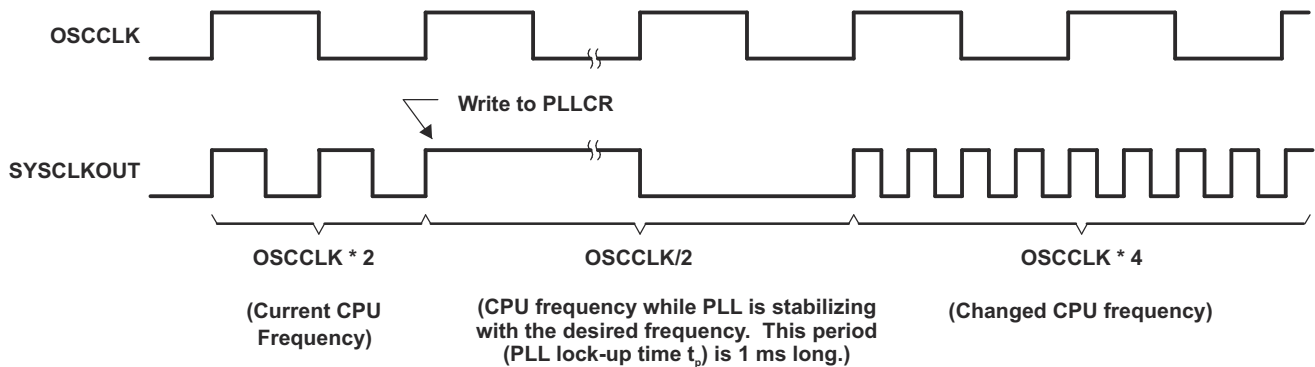 OSCCLK
Write to PLLCR
SYSCLKOUT
OSCCLK * 2
(Current CPU
Frequency)
OSCCLK/2
(CPU frequency while PLL is stabilizing
with the desired frequency. This period
(PLL lock-up time tp) is 1 ms long.)
OSCCLK * 4
(Changed CPU frequency)